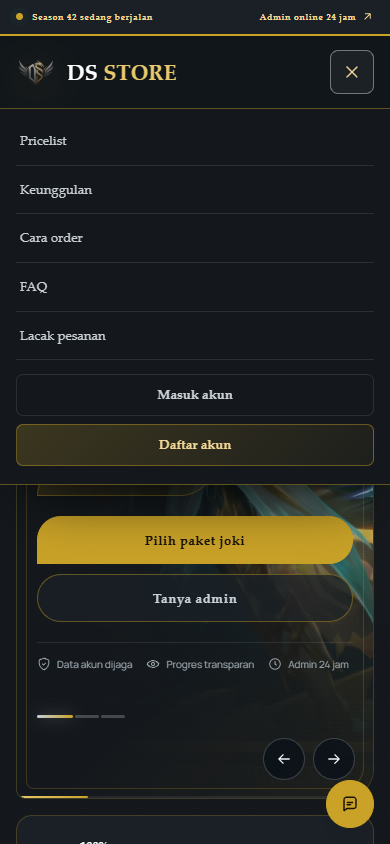 Season 42 sedang berjalan
Admin online 24 jam
DS STORE
Pricelist
Keunggulan
Cara order
FAQ
Lacak pesanan
Masuk akun
Daftar akun
Pilih paket joki
Tanya admin
Data akun dijaga
Progres transparan
Admin 24 jam